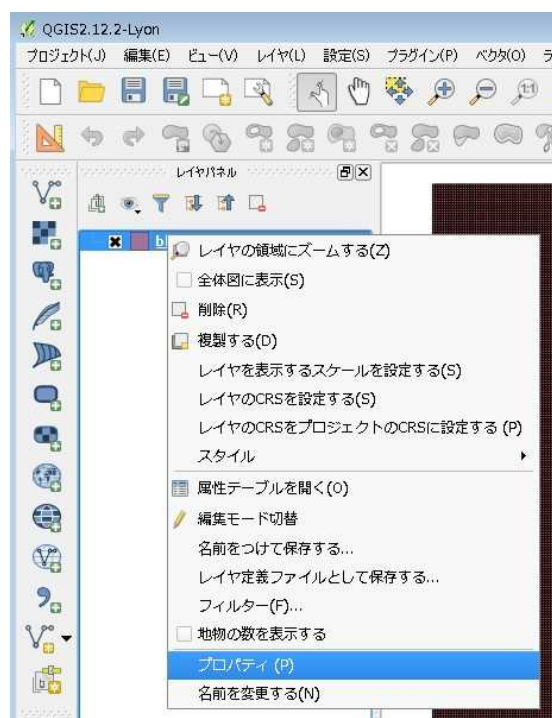 QGIS2.12.2-Lyon
プロジェクト(J) 編集(E) ビュー(V) レイヤ(L) 設定(S) プラグイン(P) ベクタ(O) ラ
1:1
レイヤパネル
b
レイヤの領域にズームする(Z)
全体図に表示(S)
削除(R)
複製する(D)
レイヤを表示するスケールを設定する(S)
レイヤのCRSを設定する(S)
レイヤのCRSをプロジェクトのCRSに設定する (P)
スタイル
属性テーブルを開く(O)
編集モード切替
名前をつけて保存する...
レイヤ定義ファイルとして保存する...
フィルター(F)...
地物の数を表示する
プロパティ (P)
名前を変更する(N)